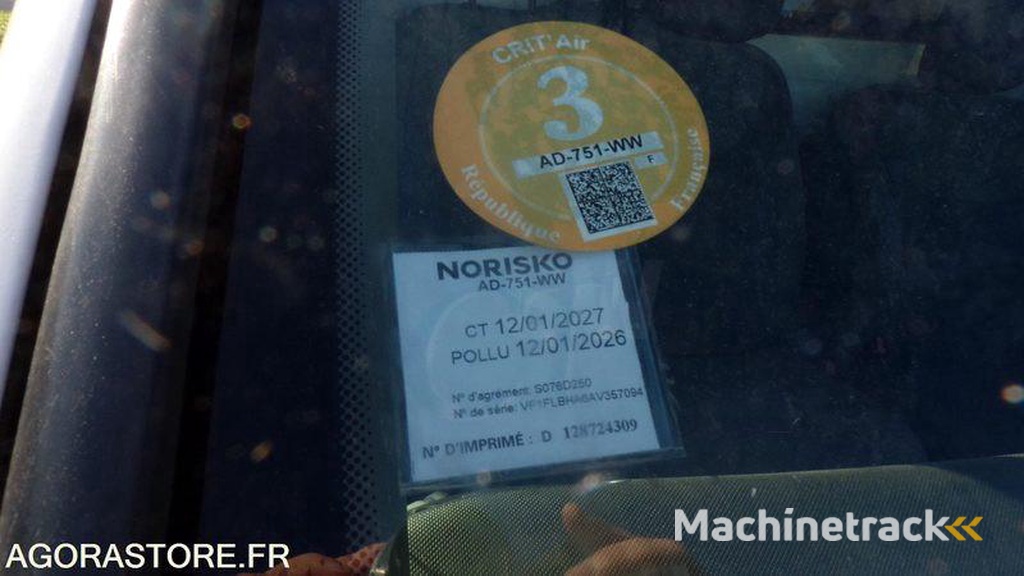 CRIT'Air
3
AD-751-WW
F
République
Française
NORISKO
AD-751-WW
CT 12/01/2027
POLLU 12/01/2026
N° d'agrément: S076D250
N° de série: VF1FLBHA6AV357094
N° D'IMPRIMÉ : D 128724309
AGORASTORE.FR
Machinetrack